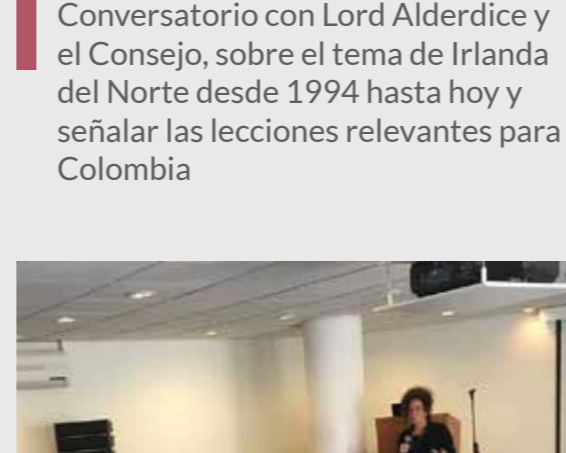 Conversatorio con Lord Alderdice y
el Consejo, sobre el tema de Irlanda
del Norte desde 1994 hasta hoy y
señalar las lecciones relevantes para
Colombia